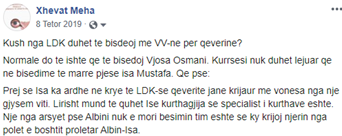 Xhevat Meha
8 Tetor 2019
Kush nga LDK duhet te bisdeoj me VV-ne per qeverine?
Normale do te ishte qe te bisedoj Vjosa Osmani. Kurrsesi nuk duhet lejuar qe
ne bisedime te marre pjese isa Mustafa. Qe pse:
Prej se Isa ka ardhe ne krye te LDK-se qeverite jane krijuar me vonesa nga nje
gjysem viti. Lirisht mund te quhet Ise kurthagjija se specialist i kurthave eshte.
Nje nga arsyet pse Albini nuk e mori besimin tim eshte se ky krijoj njerin nga
polet e boshtit proletar Albin-Isa.